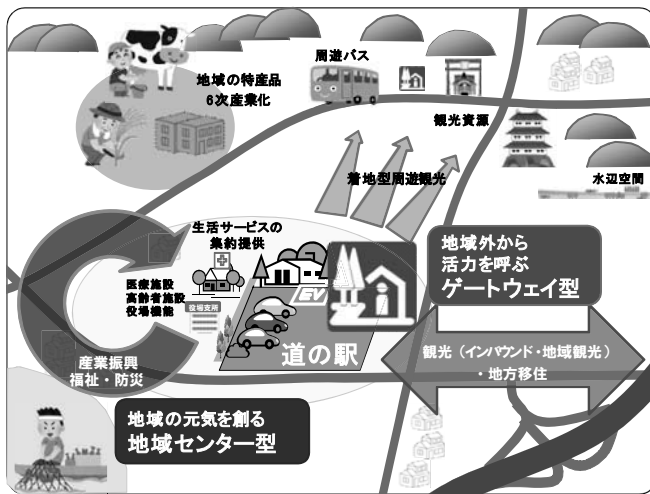 周遊バス
地域の特産品
6次産業化
観光資源
着地型周遊観光
水辺空間
生活サービスの
集約提供
医療施設
高齢者施設
役場機能
役場支所
EV
道の駅
地域外から
活力を呼ぶ
ゲートウェイ型
観光（インバウンド・地域観光）
・地方移住
産業振興
福祉・防災
地域の元気を創る
地域センター型